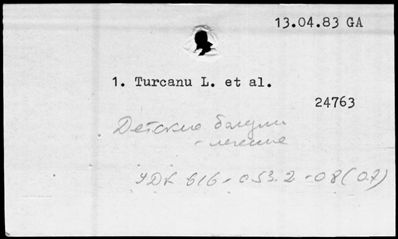 13.04.83 GA
1. Turcanu L. et al.
24763
Детские болезни
- лечение
УДК 616-053.2-08(07)